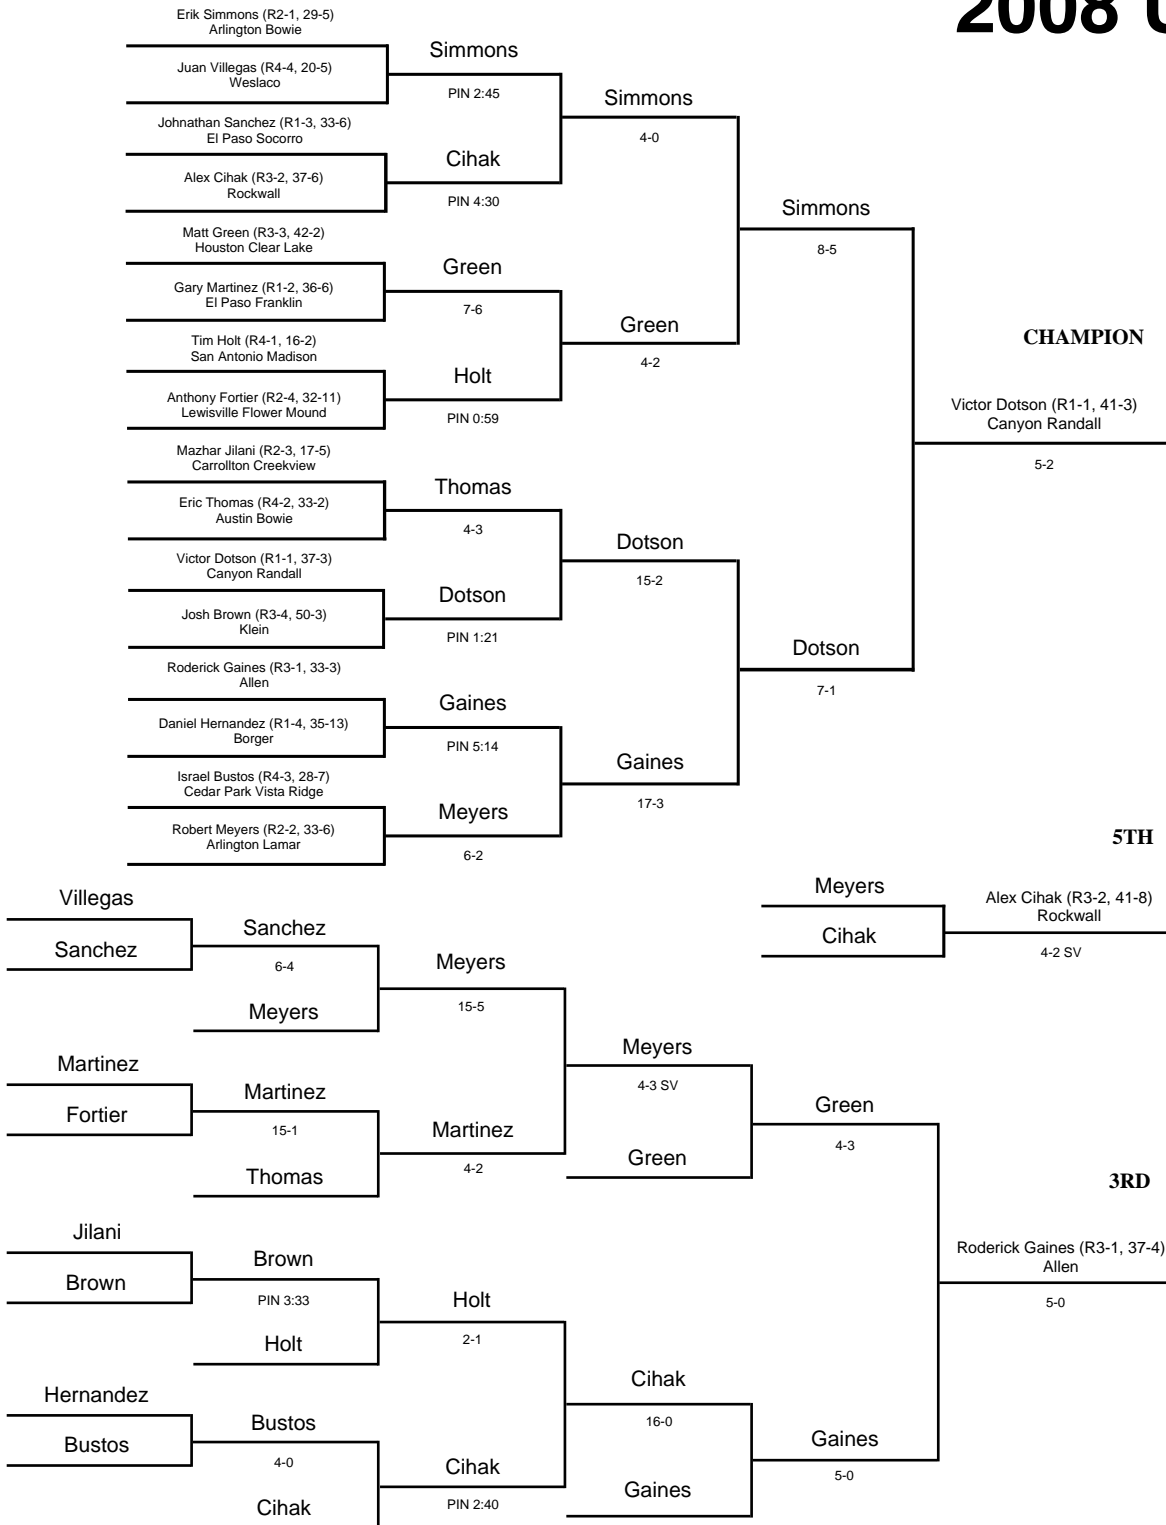 2008 U
Erik Simmons (R2-1, 29-5)
Arlington Bowie
Simmons
Juan Villegas (R4-4, 20-5)
Weslaco
PIN 2:45
Simmons
Johnathan Sanchez (R1-3, 33-6)
El Paso Socorro
4-0
Cihak
Alex Cihak (R3-2, 37-6)
Rockwall
PIN 4:30
Simmons
Matt Green (R3-3, 42-2)
Houston Clear Lake
8-5
Green
Gary Martinez (R1-2, 36-6)
El Paso Franklin
7-6
Green
Tim Holt (R4-1, 16-2)
San Antonio Madison
4-2
CHAMPION
Holt
Anthony Fortier (R2-4, 32-11)
Lewisville Flower Mound
PIN 0:59
Victor Dotson (R1-1, 41-3)
Canyon Randall
5-2
Mazhar Jilani (R2-3, 17-5)
Carrollton Creekview
Thomas
Eric Thomas (R4-2, 33-2)
Austin Bowie
4-3
Dotson
Victor Dotson (R1-1, 37-3)
Canyon Randall
15-2
Dotson
Josh Brown (R3-4, 50-3)
Klein
PIN 1:21
Dotson
Roderick Gaines (R3-1, 33-3)
Allen
7-1
Gaines
Daniel Hernandez (R1-4, 35-13)
Borger
PIN 5:14
Gaines
Israel Bustos (R4-3, 28-7)
Cedar Park Vista Ridge
17-3
Meyers
Robert Meyers (R2-2, 33-6)
Arlington Lamar
6-2
5TH
Meyers
Alex Cihak (R3-2, 41-8)
Rockwall
Cihak
4-2 SV
Villegas
Sanchez
Sanchez
6-4
Meyers
Meyers
15-5
Meyers
4-3 SV
Martinez
Martinez
Fortier
15-1
Martinez
Thomas
4-2
Green
Green
4-3
3RD
Jilani
Brown
Brown
PIN 3:33
Holt
Holt
2-1
Roderick Gaines (R3-1, 37-4)
Allen
5-0
Cihak
Hernandez
Bustos
Bustos
4-0
16-0
Gaines
Cihak
Cihak
PIN 2:40
Gaines
5-0